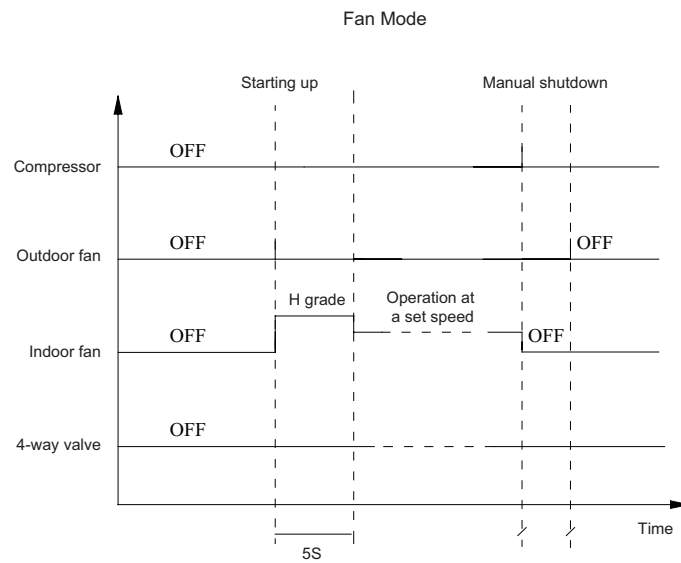 Fan Mode
Starting up
Manual shutdown
Compressor
OFF
Outdoor fan
OFF
OFF
H grade
Operation at
a set speed
Indoor fan
OFF
OFF
4-way valve
OFF
Time
5S